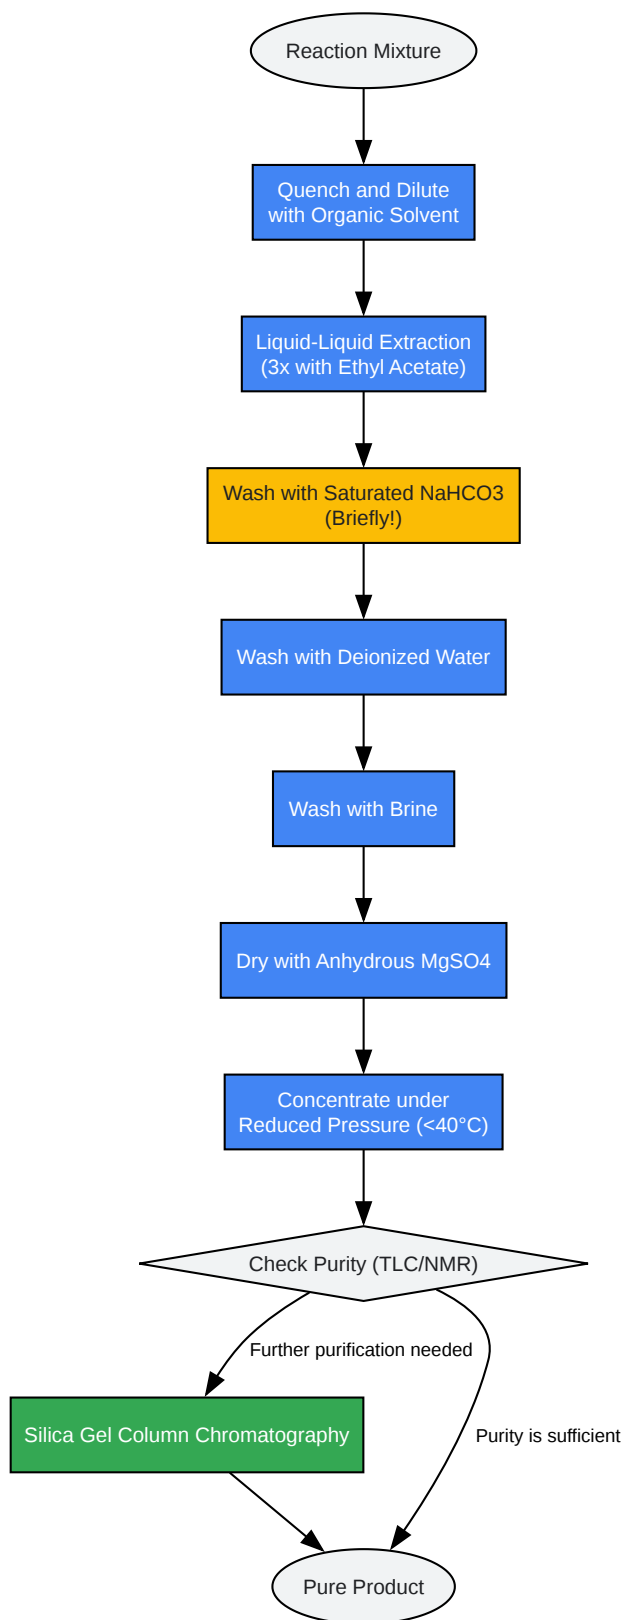 Reaction Mixture
Quench and Dilute
with Organic Solvent
Liquid-Liquid Extraction
(3x with Ethyl Acetate)
Wash with Saturated NaHCO3
(Briefly!)
Wash with Deionized Water
Wash with Brine
Dry with Anhydrous MgSO4
Concentrate under
Reduced Pressure (<40°C)
Check Purity (TLC/NMR)
Further purification needed
Silica Gel Column Chromatography
Purity is sufficient
Pure Product